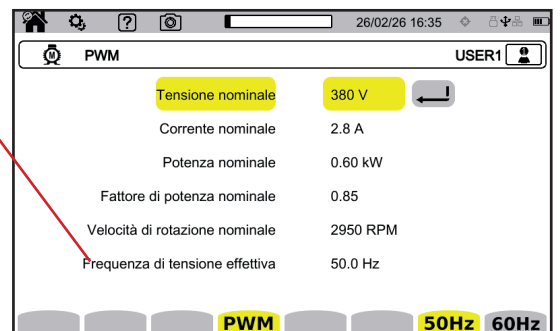 ? 26/02/26 16:35
M PWM USER1
Tensione nominale 380 V
Corrente nominale 2.8 A
Potenza nominale 0.60 kW
Fattore di potenza nominale 0.85
Velocità di rotazione nominale 2950 RPM
Frequenza di tensione effettiva 50.0 Hz
PWM 50Hz 60Hz